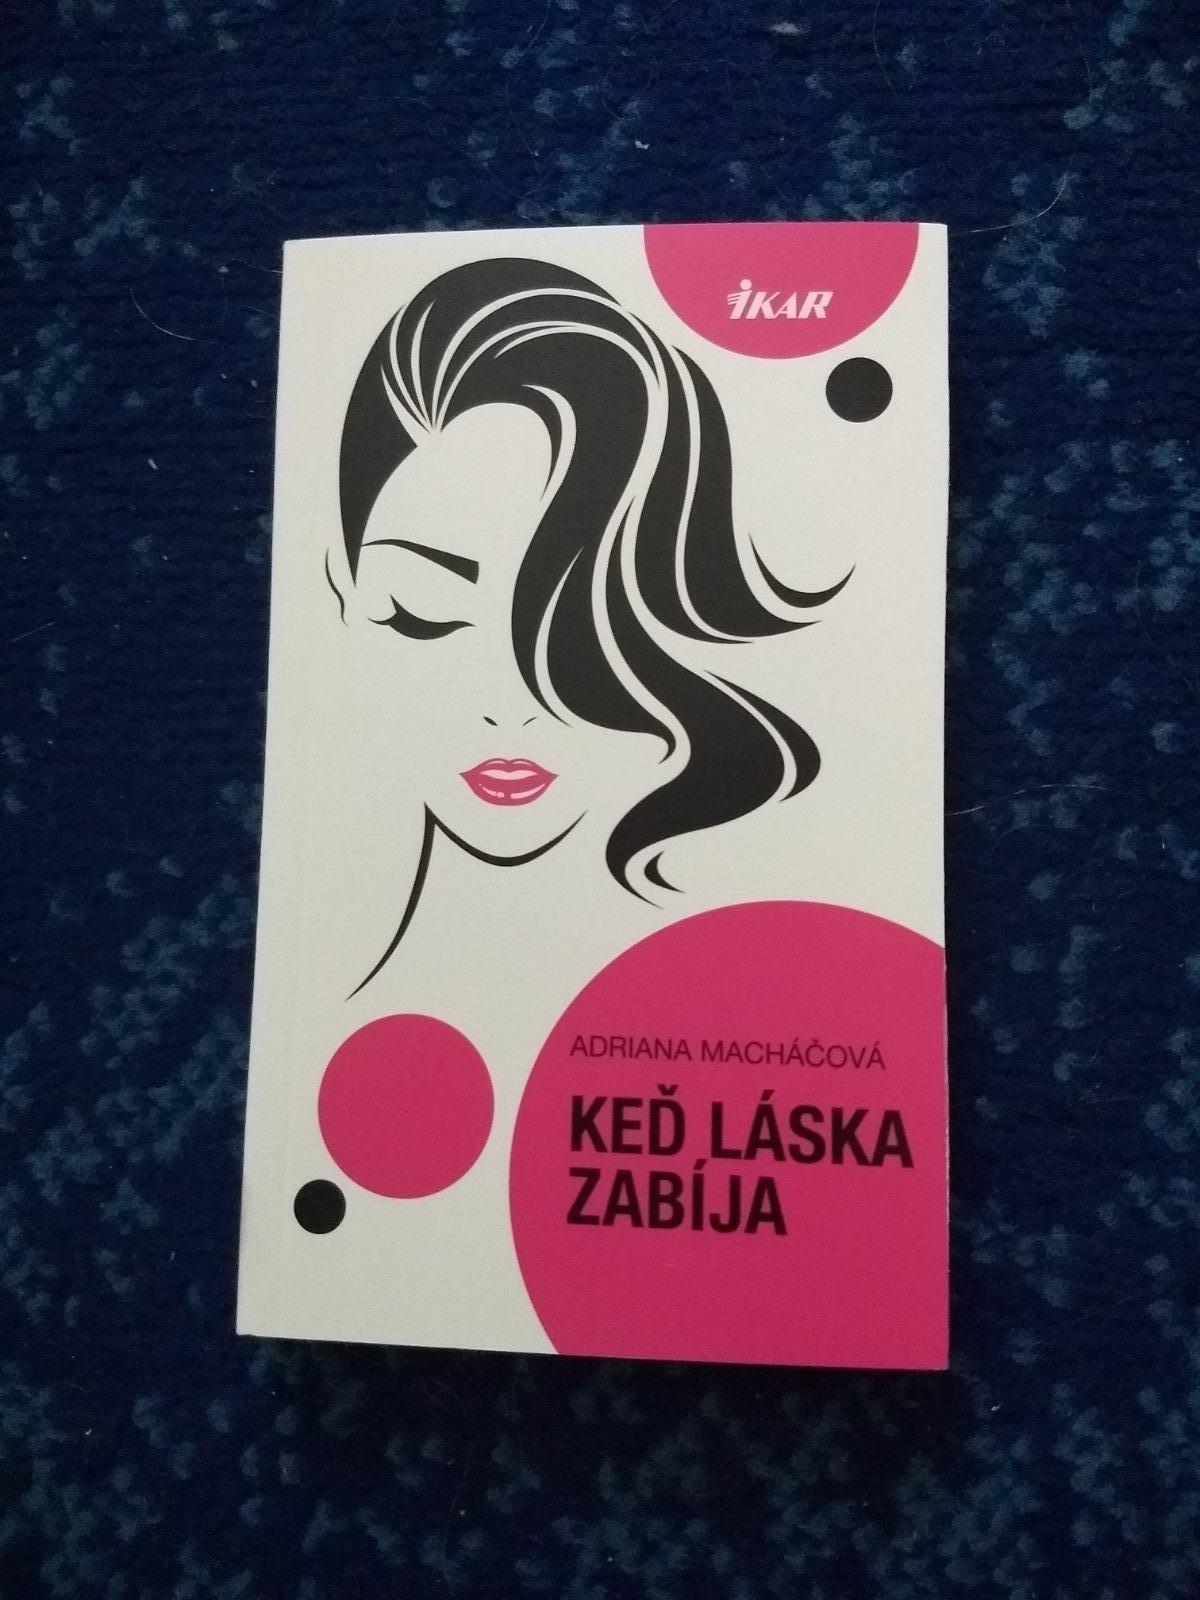 iKAR
ADRIANA MACHÁČOVÁ
KEĎ LÁSKA
ZABÍJA